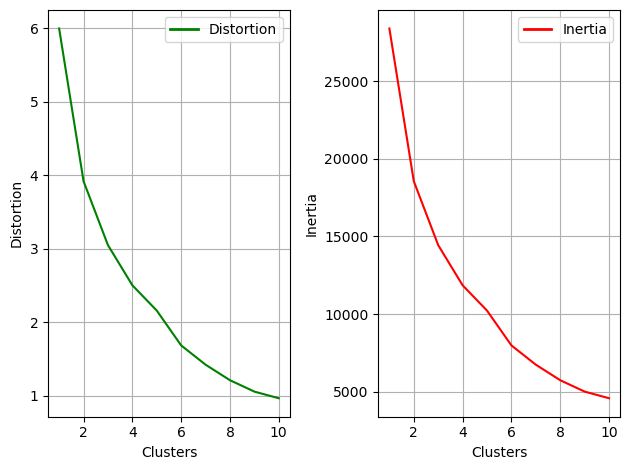 Distortion
6
5
4
3
2
1
Distortion
2 4 6 8 10
Clusters
Inertia
25000
20000
15000
10000
5000
Inertia
2 4 6 8 10
Clusters